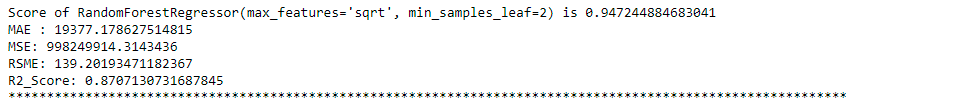 Score of RandomForestRegressor(max_features='sqrt', min_samples_leaf=2) is 0.947244884683041
MAE : 19377.178627514815
MSE: 998249914.3143436
RSME: 139.20193471182367
R2_Score: 0.8707130731687845
*************************************************************************************************************